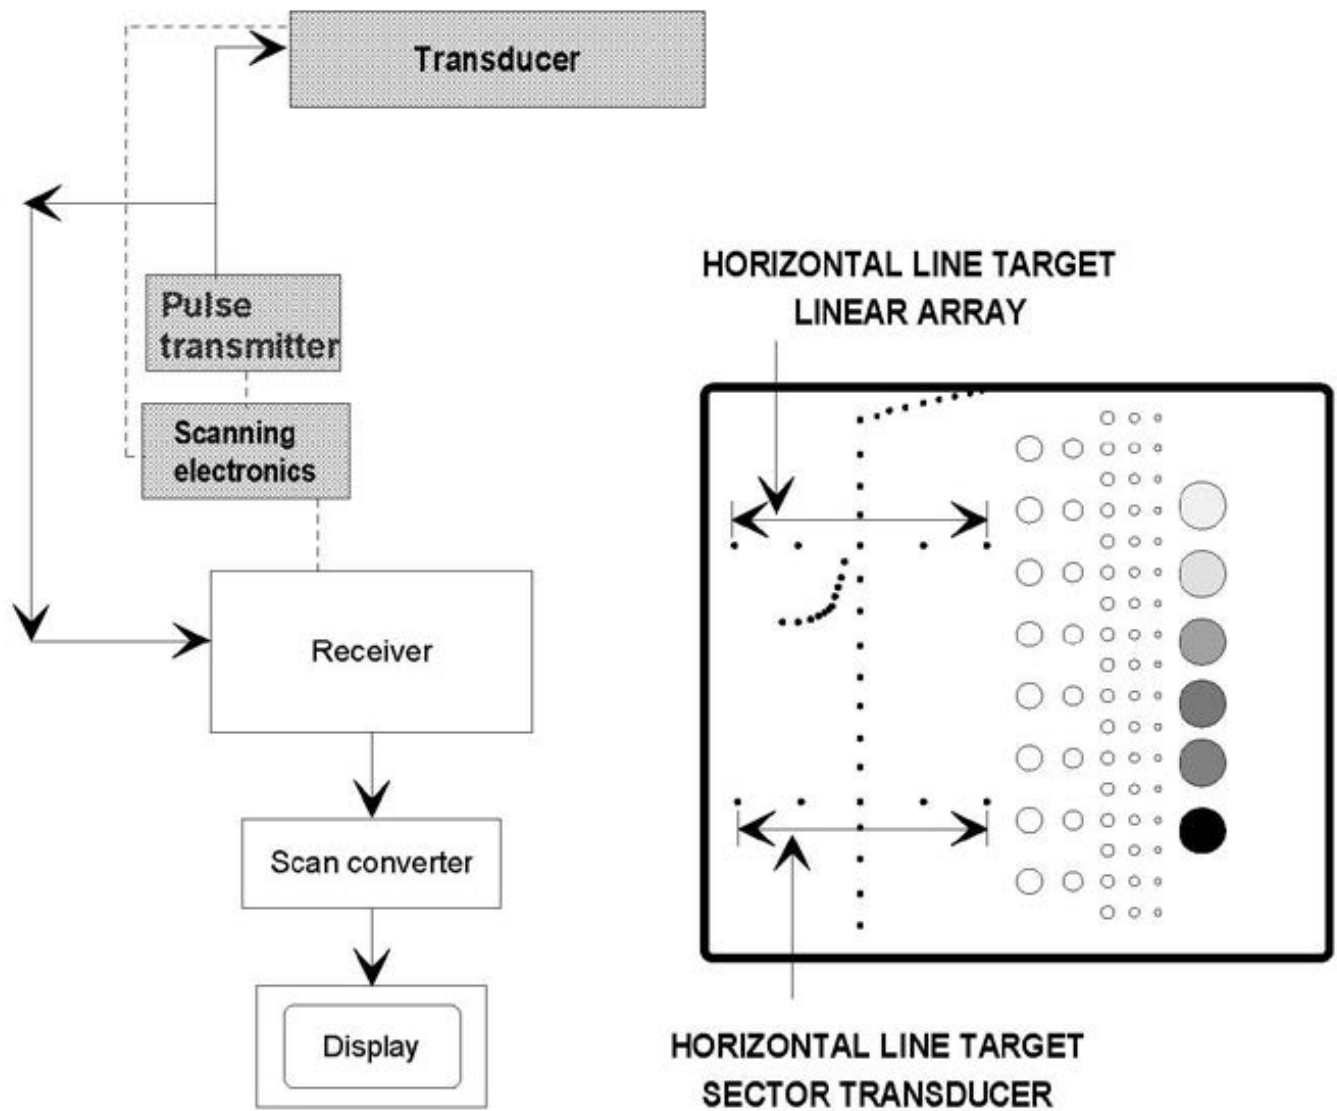 Transducer
Pulse
transmitter
Scanning
electronics
Receiver
Scan converter
Display
HORIZONTAL LINE TARGET
LINEAR ARRAY
HORIZONTAL LINE TARGET
SECTOR TRANSDUCER